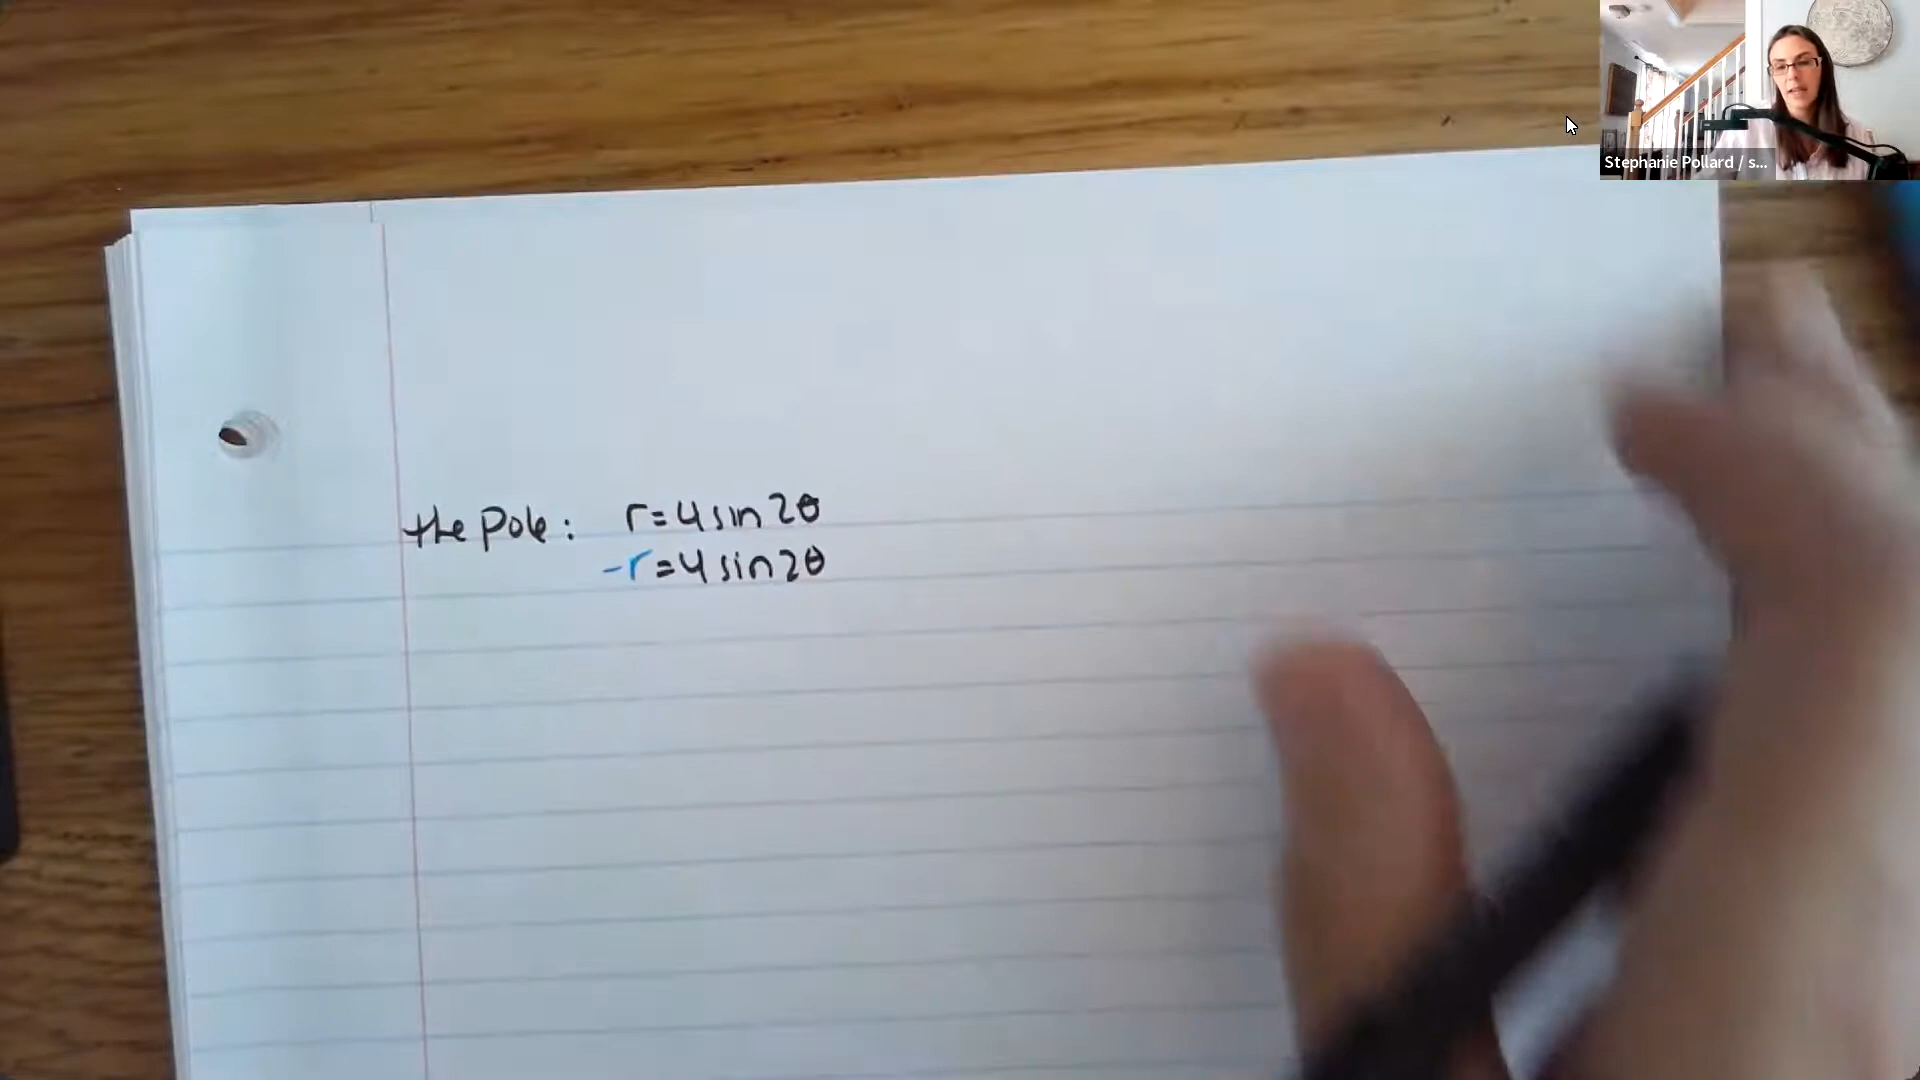 Stephanie Pollard / s...
the pole: r=4sin2θ
-r=4sin2θ